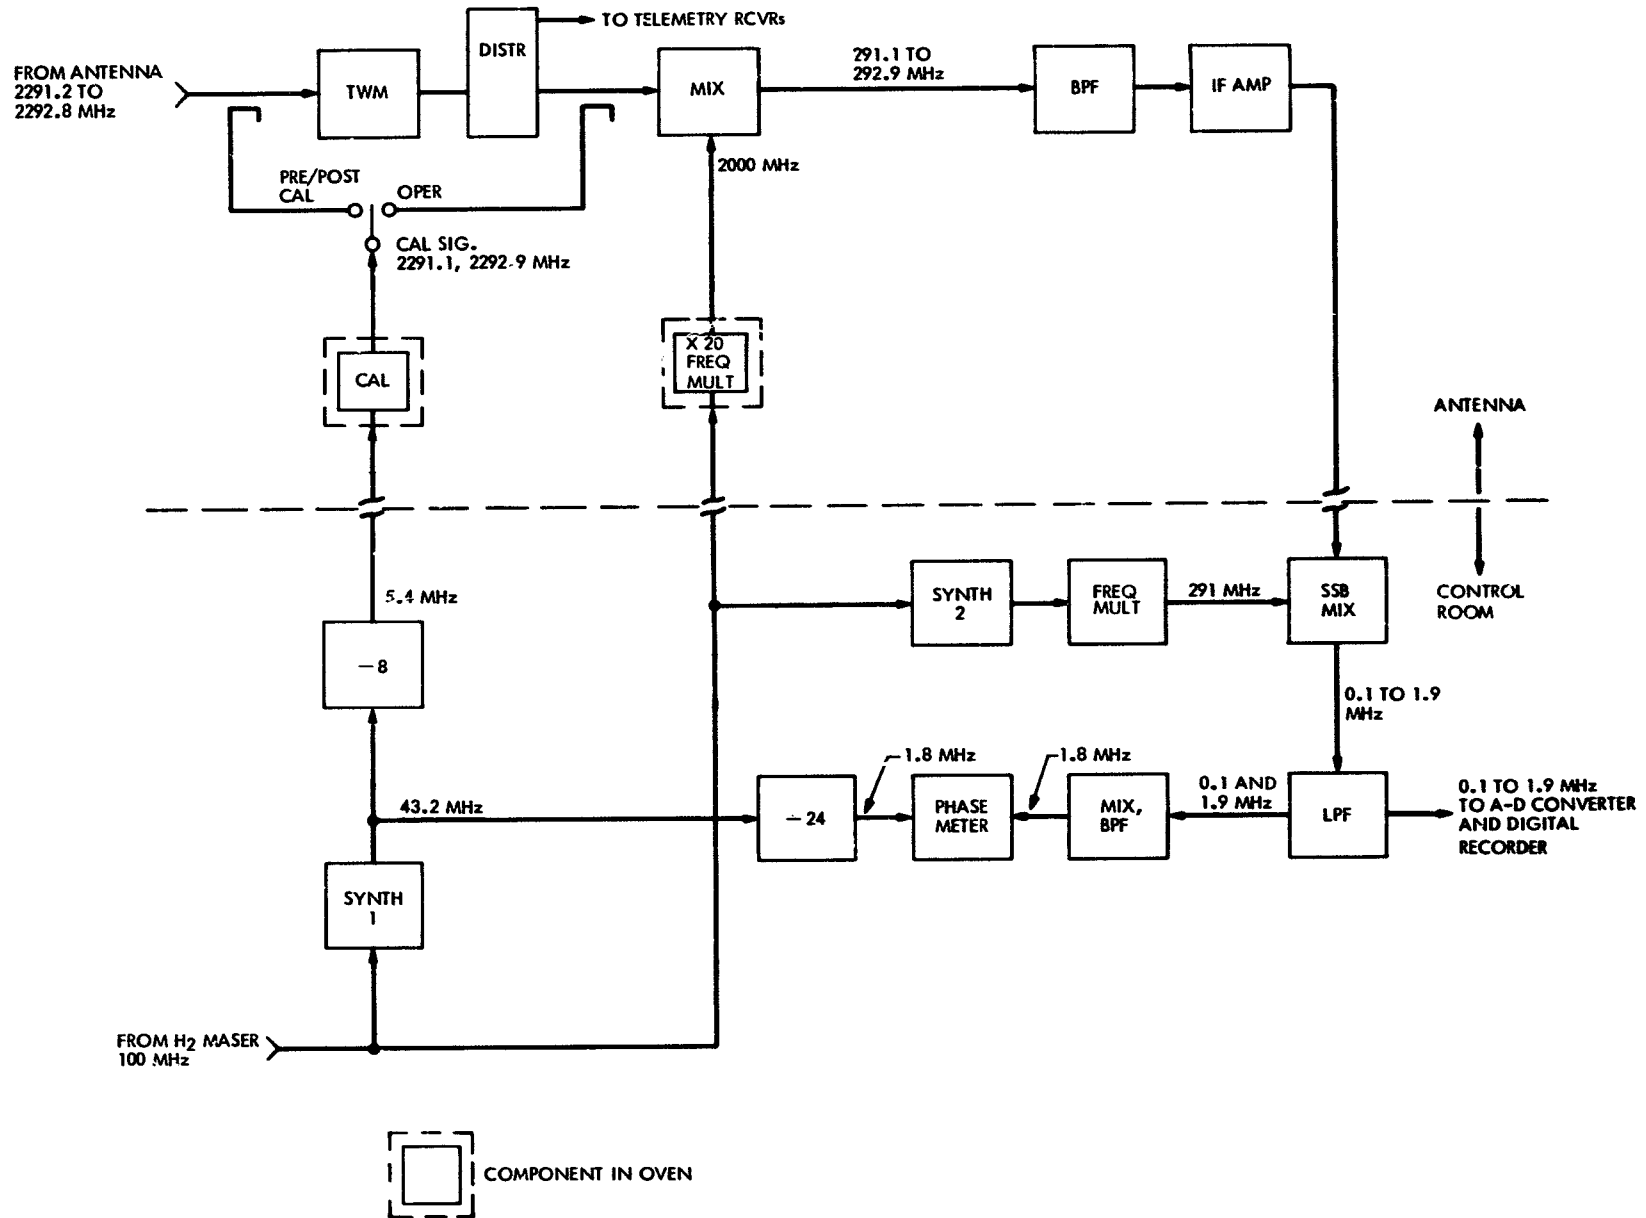 TO TELEMETRY RCVRs
DISTR
FROM ANTENNA
2291.2 TO
2292.8 MHz
TWM
MIX
291.1 TO
292.9 MHz
BPF
IF AMP
2000 MHz
PRE/POST
CAL
OPER
CAL SIG.
2291.1, 2292.9 MHz
CAL
X 20
FREQ
MULT
ANTENNA
CONTROL
ROOM
5.4 MHz
SYNTH
2
FREQ
MULT
291 MHz
SSB
MIX
—8
0.1 TO 1.9
MHz
43.2 MHz
—24
1.8 MHz
PHASE
METER
1.8 MHz
MIX,
BPF
0.1 AND
1.9 MHz
LPF
0.1 TO 1.9 MHz
TO A-D CONVERTER
AND DIGITAL
RECORDER
SYNTH
1
FROM H2 MASER
100 MHz
COMPONENT IN OVEN